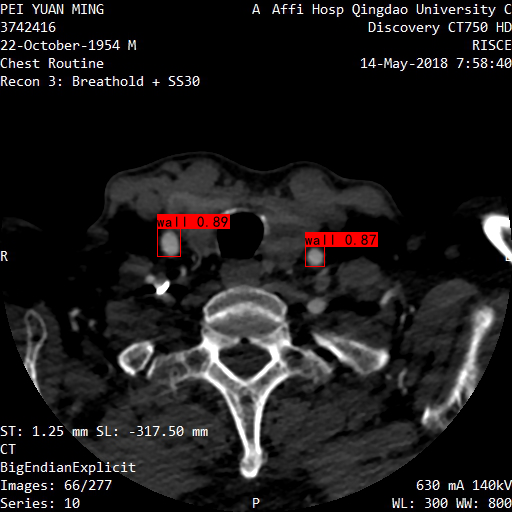 PEI YUAN MING
3742416
22-October-1954 M
Chest Routine
Recon 3: Breathold + SS30
A Affi Hosp Qingdao University C
Discovery CT750 HD
RISCE
14-May-2018 7:58:40
wall 0.89
wall 0.87
R
L
ST: 1.25 mm SL: -317.50 mm
CT
BigEndianExplicit
Images: 66/277
Series: 10
P
630 mA 140kV
WL: 300 WW: 800